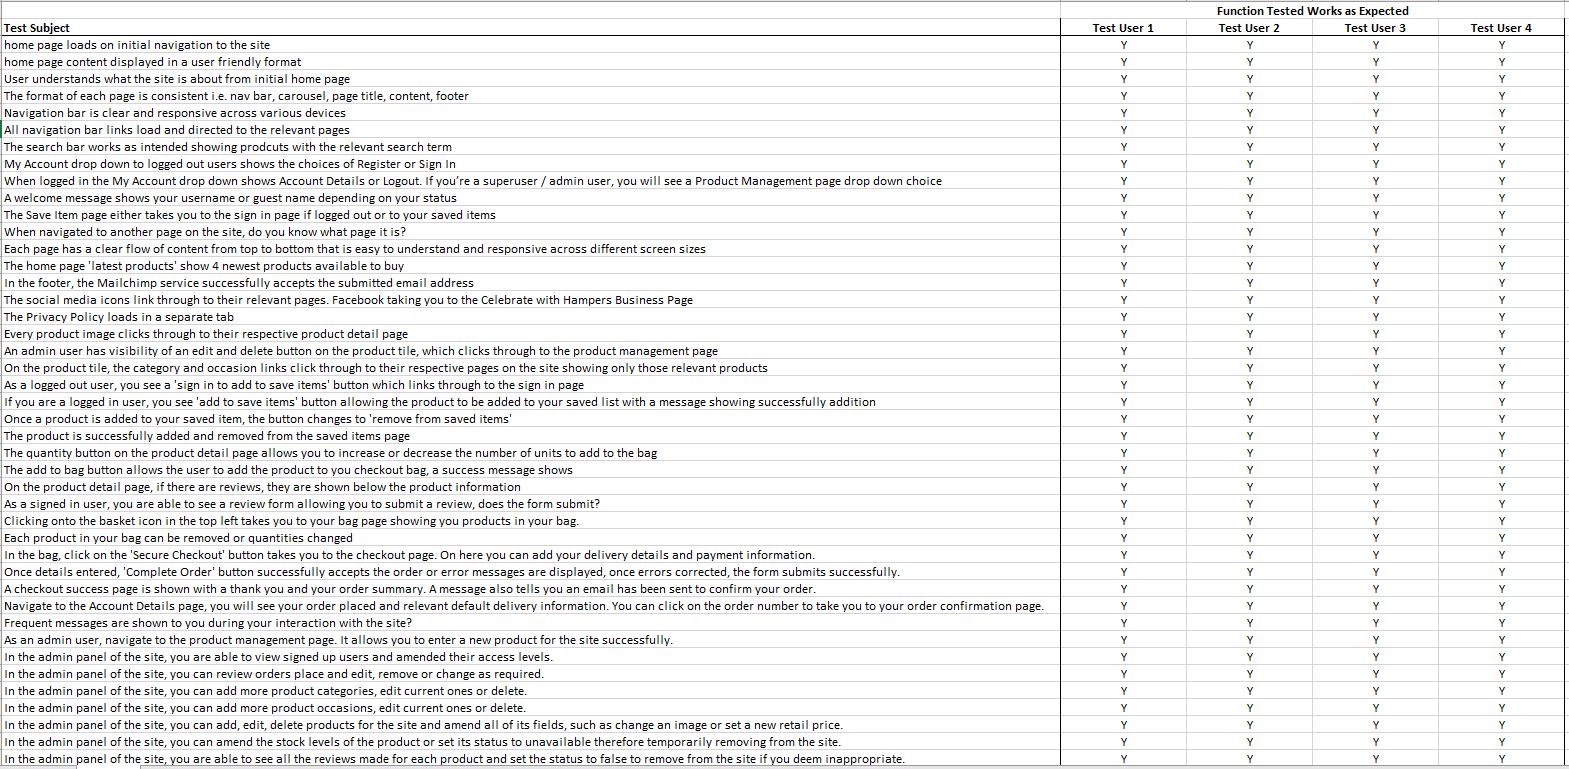 Function Tested Works as Expected
Test Subject Test User 1 Test User 2 Test User 3 Test User 4
home page loads on initial navigation to the site Y Y Y Y
home page content displayed in a user friendly format Y Y Y Y
User understands what the site is about from initial home page Y Y Y Y
The format of each page is consistent i.e. nav bar, carousel, page title, content, footer Y Y Y Y
Navigation bar is clear and responsive across various devices Y Y Y Y
All navigation bar links load and directed to the relevant pages Y Y Y Y
The search bar works as intended showing prodcuts with the relevant search term Y Y Y Y
My Account drop down to logged out users shows the choices of Register or Sign In Y Y Y Y
When logged in the My Account drop down shows Account Details or Logout. If you're a superuser / admin user, you will see a Product Management page drop down choice Y Y Y Y
A welcome message shows your username or guest name depending on your status Y Y Y Y
The Save Item page either takes you to the sign in page if logged out or to your saved items Y Y Y Y
When navigated to another page on the site, do you know what page it is? Y Y Y Y
Each page has a clear flow of content from top to bottom that is easy to understand and responsive across different screen sizes Y Y Y Y
The home page 'latest products' show 4 newest products available to buy Y Y Y Y
In the footer, the Mailchimp service successfully accepts the submitted email address Y Y Y Y
The social media icons link through to their relevant pages. Facebook taking you to the Celebrate with Hampers Business Page Y Y Y Y
The Privacy Policy loads in a separate tab Y Y Y Y
Every product image clicks through to their respective product detail page Y Y Y Y
An admin user has visibility of an edit and delete button on the product tile, which clicks through to the product management page Y Y Y Y
On the product tile, the category and occasion links click through to their respective pages on the site showing only those relevant products Y Y Y Y
As a logged out user, you see a 'sign in to add to save items' button which links through to the sign in page Y Y Y Y
If you are a logged in user, you see 'add to save items' button allowing the product to be added to your saved list with a message showing successfully addition Y Y Y Y
Once a product is added to your saved item, the button changes to 'remove from saved items' Y Y Y Y
The product is successfully added and removed from the saved items page Y Y Y Y
The quantity button on the product detail page allows you to increase or decrease the number of units to add to the bag Y Y Y Y
The add to bag button allows the user to add the product to you checkout bag, a success message shows Y Y Y Y
On the product detail page, if there are reviews, they are shown below the product information Y Y Y Y
As a signed in user, you are able to see a review form allowing you to submit a review, does the form submit? Y Y Y Y
Clicking onto the basket icon in the top left takes you to your bag page showing you products in your bag. Y Y Y Y
Each product in your bag can be removed or quantities changed Y Y Y Y
In the bag, click on the 'Secure Checkout' button takes you to the checkout page. On here you can add your delivery details and payment information. Y Y Y Y
Once details entered, 'Complete Order' button successfully accepts the order or error messages are displayed, once errors corrected, the form submits successfully. Y Y Y Y
A checkout success page is shown with a thank you and your order summary. A message also tells you an email has been sent to confirm your order. Y Y Y Y
Navigate to the Account Details page, you will see your order placed and relevant default delivery information. You can click on the order number to take you to your order confirmation page. Y Y Y Y
Frequent messages are shown to you during your interaction with the site? Y Y Y Y
As an admin user, navigate to the product management page. It allows you to enter a new product for the site successfully. Y Y Y Y
In the admin panel of the site, you are able to view signed up users and amended their access levels. Y Y Y Y
In the admin panel of the site, you can review orders place and edit, remove or change as required. Y Y Y Y
In the admin panel of the site, you can add more product categories, edit current ones or delete. Y Y Y Y
In the admin panel of the site, you can add more product occasions, edit current ones or delete. Y Y Y Y
In the admin panel of the site, you can add, edit, delete products for the site and amend all of its fields, such as change an image or set a new retail price. Y Y Y Y
In the admin panel of the site, you can amend the stock levels of the product or set its status to unavailable therefore temporarily removing from the site. Y Y Y Y
In the admin panel of the site, you are able to see all the reviews made for each product and set the status to false to remove from the site if you deem inappropriate. Y Y Y Y